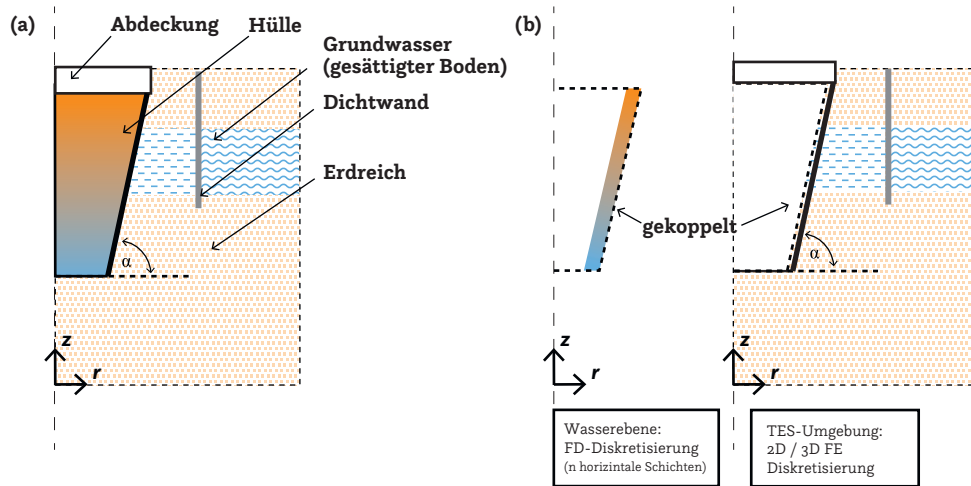 (a)
Abdeckung
Hülle
Grundwasser
(gesättigter Boden)
Dichtwand
Erdreich
α
z
r
(b)
gekoppelt
α
z
r
z
r
Wasserebene:
FD-Diskretisierung
(n horizintale Schichten)
TES-Umgebung:
2D / 3D FE
Diskretisierung